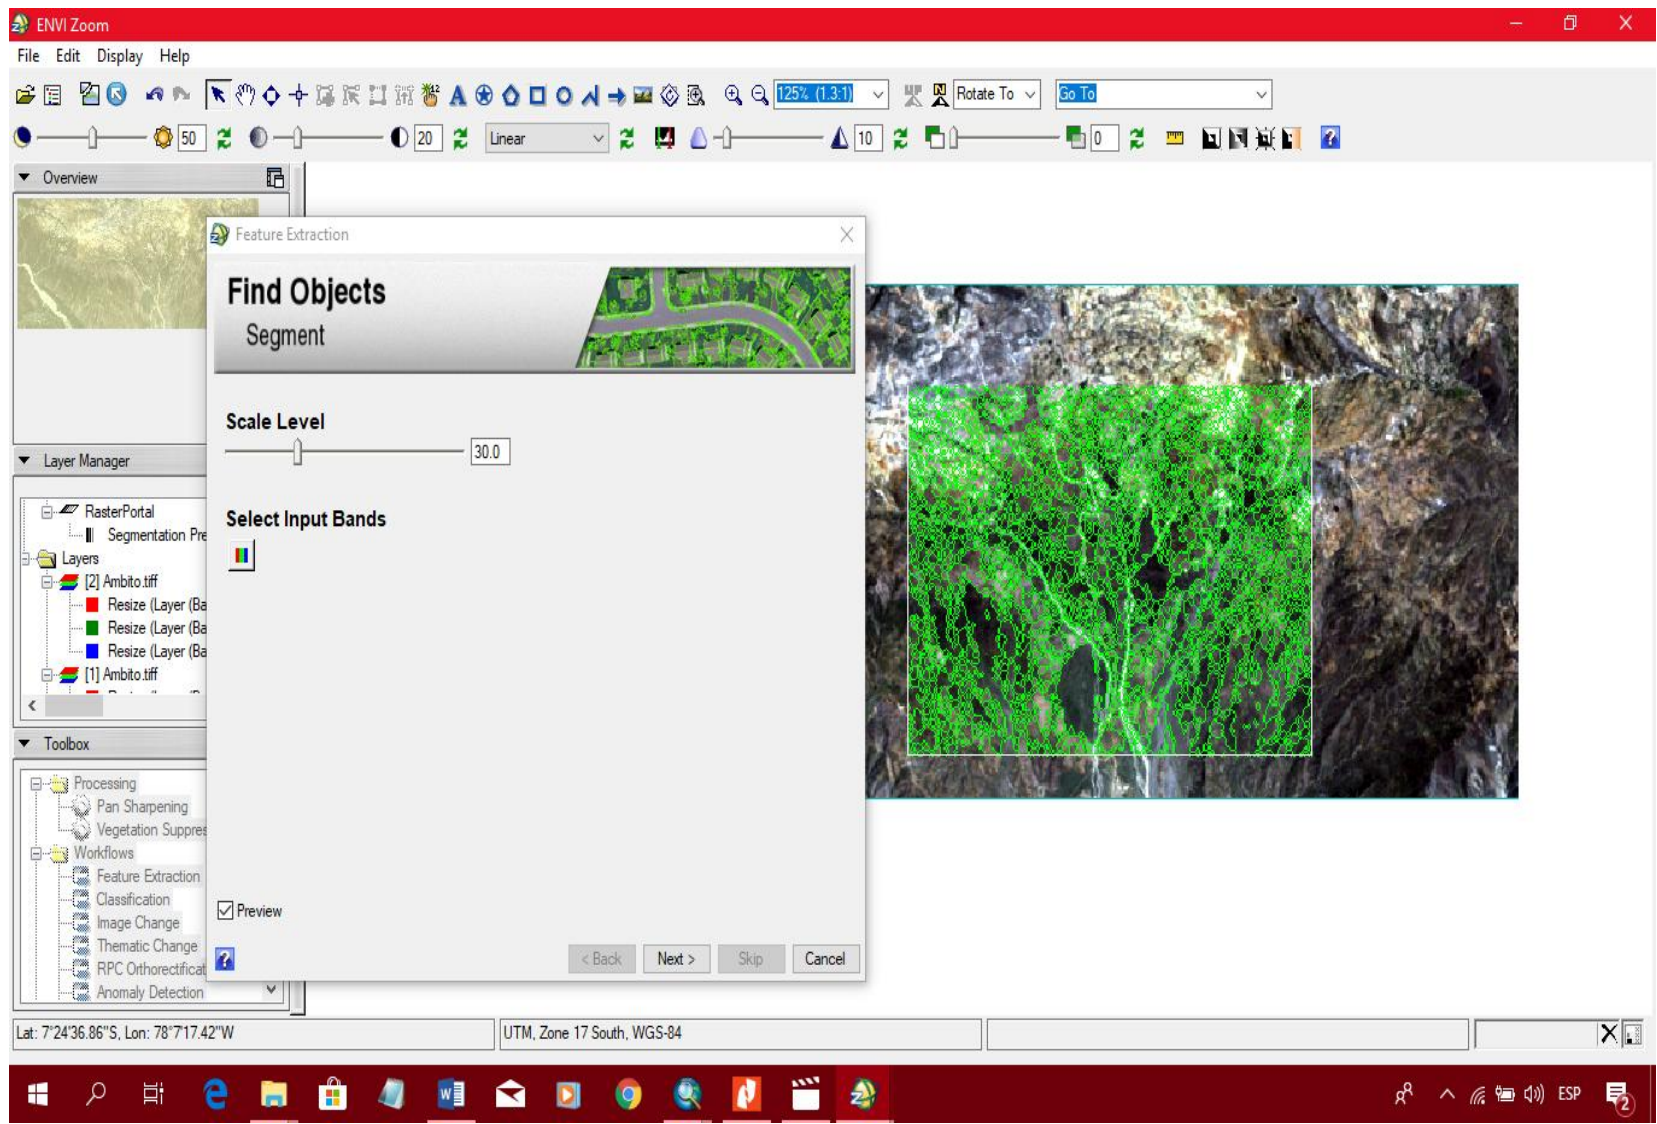 ENVI Zoom
File Edit Display Help
125% (1.3:1) Rotate To Go To
50 20 Linear 10 0
Overview
Feature Extraction
Find Objects
Segment
Scale Level
30.0
Layer Manager
RasterPortal
Segmentation Pre
Select Input Bands
Layers
[2] Ambito.tiff
Resize (Layer (Ba
Resize (Layer (Ba
Resize (Layer (Ba
[1] Ambito.tiff
Toolbox
Processing
Pan Sharpening
Vegetation Suppres
Workflows
Feature Extraction
Classification
Image Change
Thematic Change
RPC Orthorectificat
Anomaly Detection
Preview
< Back Next > Skip Cancel
Lat: 7°24'36.86"S, Lon: 78°7'17.42"W UTM, Zone 17 South, WGS-84
ESP 2